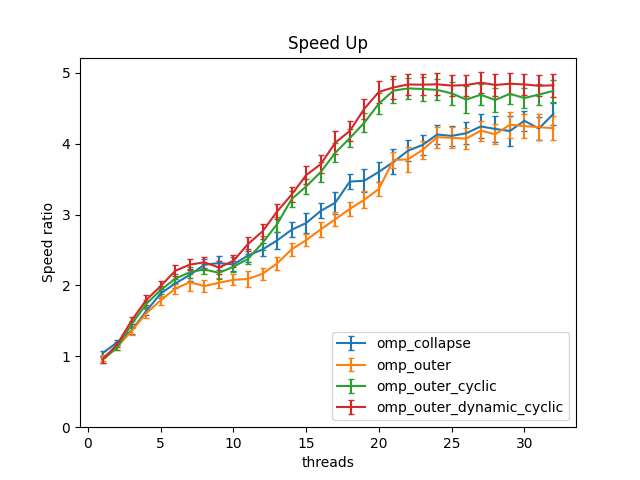 Speed Up
5
4
3
2
1
0
Speed ratio
0 5 10 15 20 25 30
threads
omp_collapse
omp_outer
omp_outer_cyclic
omp_outer_dynamic_cyclic